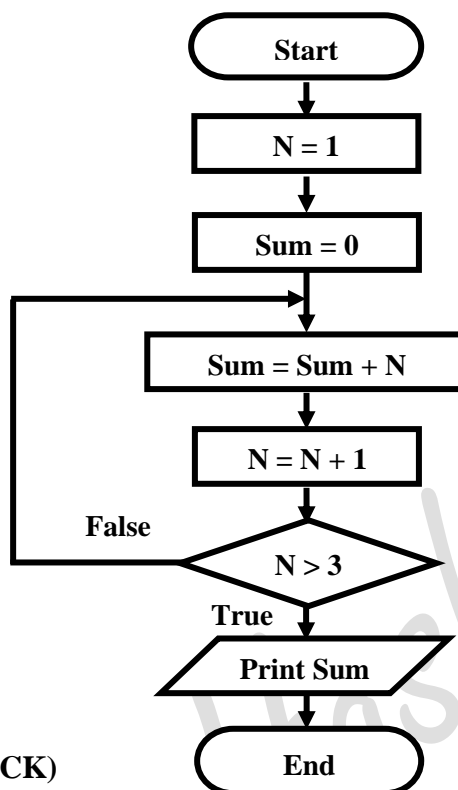 Start
N = 1
Sum = 0
Sum = Sum + N
N = N + 1
False
N > 3
True
Print Sum
End
CK)